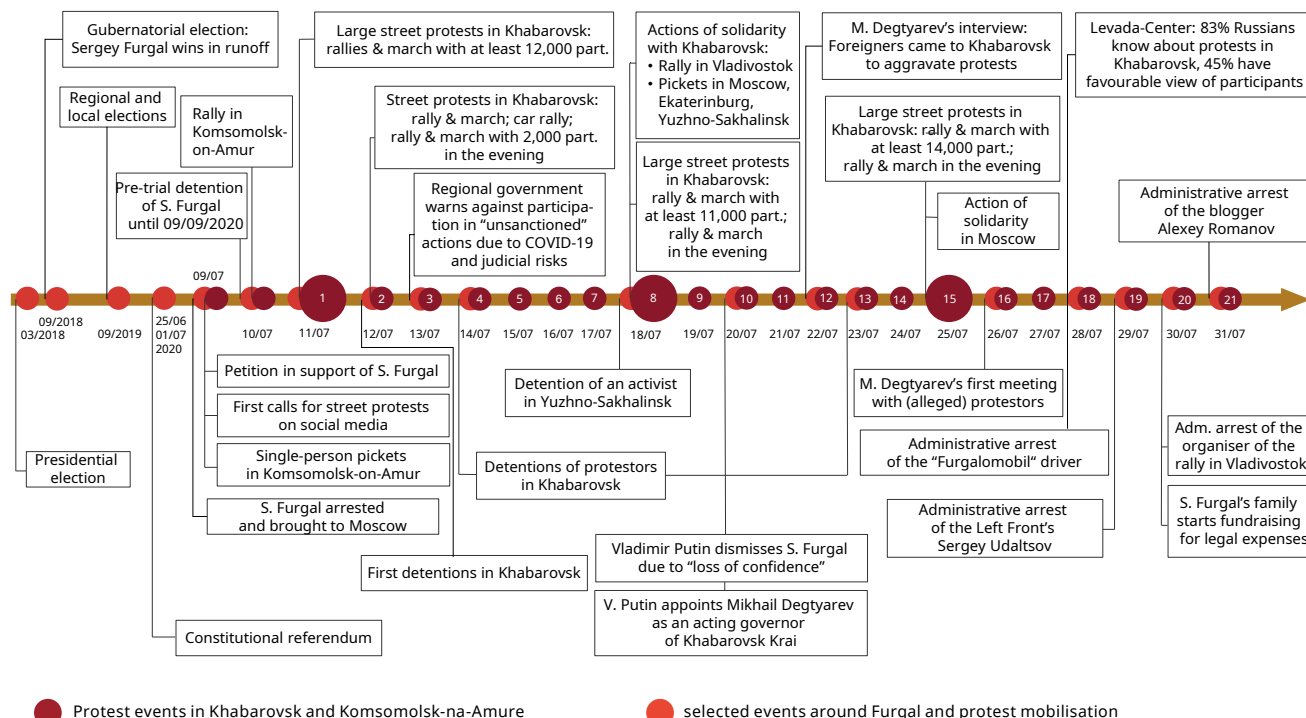 Gubernatorial election:
Sergey Furgal wins in runoff
Large street protests in Khabarovsk:
rallies & march with at least 12,000 part.
Actions of solidarity
with Khabarovsk:
• Rally in Vladivostok
• Pickets in Moscow,
Ekaterinburg,
Yuzhno-Sakhalinsk
M. Degtyarev's interview:
Foreigners came to Khabarovsk
to aggravate protests
Levada-Center: 83% Russians
know about protests in
Khabarovsk, 45% have
favourable view of participants
Regional and
local elections
Rally in
Komsomolsk-
on-Amur
Street protests in Khabarovsk:
rally & march; car rally;
rally & march with 2,000 part.
in the evening
Large street protests in
Khabarovsk: rally & march with
at least 14,000 part.;
rally & march in the evening
Pre-trial detention
of S. Furgal
until 09/09/2020
Regional government
warns against participa-
tion in “unsanctioned”
actions due to COVID-19
and judicial risks
Large street protests
in Khabarovsk:
rally & march with
at least 11,000 part.;
rally & march
in the evening
Action of
solidarity
in Moscow
Administrative arrest
of the blogger
Alexey Romanov
09/07
1 2 3 4 5 6 7 8 9 10 11 12 13 14 15 16 17 18 19 20 21
03/2018
09/2018
09/2019
25/06
01/07
2020
10/07 11/07 12/07 13/07 14/07 15/07 16/07 17/07 18/07 19/07 20/07 21/07 22/07 23/07 24/07 25/07 26/07 27/07 28/07 29/07 30/07 31/07
Petition in support of S. Furgal
First calls for street protests
on social media
Single-person pickets
in Komsomolsk-on-Amur
Presidential
election
S. Furgal arrested
and brought to Moscow
First detentions in Khabarovsk
Constitutional referendum
Detention of an activist
in Yuzhno-Sakhalinsk
Detentions of protestors
in Khabarovsk
Vladimir Putin dismisses S. Furgal
due to “loss of confidence”
V. Putin appoints Mikhail Degtyarev
as an acting governor
of Khabarovsk Krai
M. Degtyarev's first meeting
with (alleged) protestors
Administrative arrest
of the “Furgalomobil“ driver
Administrative arrest
of the Left Front's
Sergey Udaltsov
Adm. arrest of the
organiser of the
rally in Vladivostok
S. Furgal's family
starts fundraising
for legal expenses
Protest events in Khabarovsk and Komsomolsk-na-Amure
selected events around Furgal and protest mobilisation